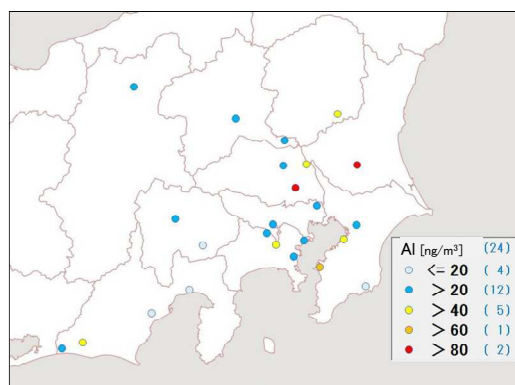 Al [ng/m³] (24)
<= 20 ( 4)
> 20 (12)
> 40 ( 5)
> 60 ( 1)
> 80 ( 2)